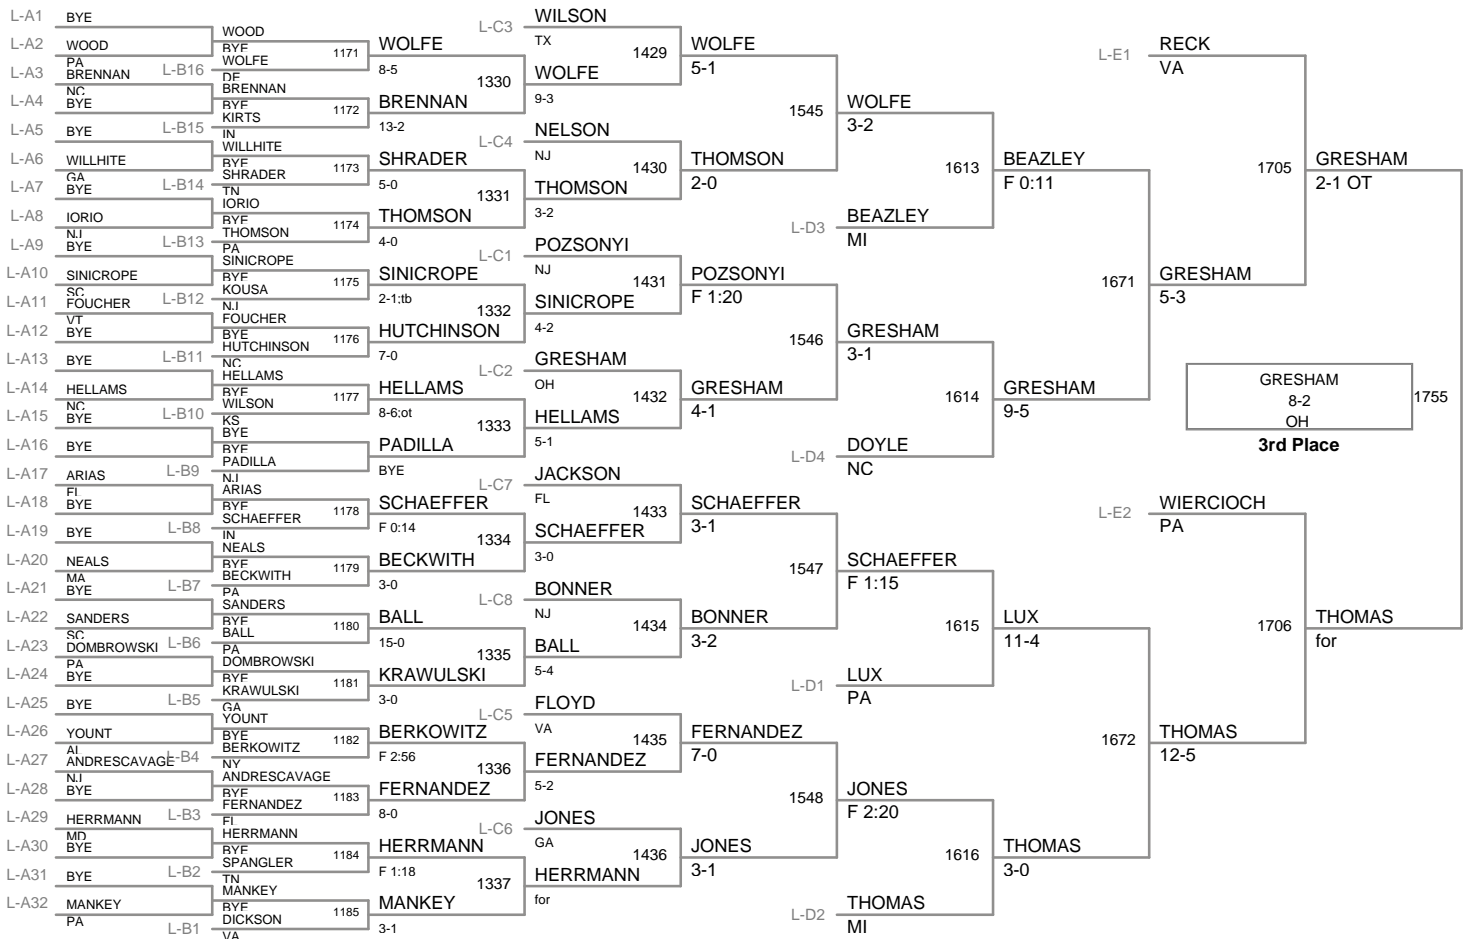 L-A1 BYE
L-A2 WOOD
PA
L-A3 BRENNAN
NC
L-A4 BYE
L-A5 BYE
L-A6 WILLHITE
GA
L-A7 BYE
L-A8 IORIO
NJ
L-A9 BYE
L-A10 SINICROPE
SC
L-A11 FOUCHER
VT
L-A12 BYE
L-A13 BYE
L-A14 HELLAMS
NC
L-A15 BYE
L-A16 BYE
L-A17 ARIAS
FL
L-A18 BYE
L-A19 BYE
L-A20 NEALS
MA
L-A21 BYE
L-A22 SANDERS
SC
L-A23 DOMBROWSKI
PA
L-A24 BYE
L-A25 BYE
L-A26 YOUNT
AL
L-A27 ANDRESCAVAGE
NJ
L-A28 BYE
L-A29 HERRMANN
MD
L-A30 BYE
L-A31 BYE
L-A32 MANKEY
PA
WOOD
BYE
1171
L-B16 WOLFE
DE
BRENNAN
BYE
1172
L-B15 KIRTS
IN
WILLHITE
BYE
1173
L-B14 SHRADER
TN
IORIO
BYE
1174
L-B13 THOMSON
PA
SINICROPE
BYE
1175
L-B12 KOUSA
NJ
FOUCHER
BYE
1176
L-B11 HUTCHINSON
NC
HELLAMS
BYE
1177
L-B10 WILSON
KS
BYE
BYE
L-B9 PADILLA
NJ
ARIAS
BYE
1178
L-B8 SCHAEFFER
IN
NEALS
BYE
1179
L-B7 BECKWITH
PA
SANDERS
BYE
1180
L-B6 BALL
PA
DOMBROWSKI
BYE
1181
L-B5 KRAWULSKI
GA
YOUNT
BYE
1182
L-B4 BERKOWITZ
NY
ANDRESCAVAGE
BYE
1183
L-B3 FERNANDEZ
FL
HERRMANN
BYE
1184
L-B2 SPANGLER
TN
MANKEY
BYE
1185
L-B1 DICKSON
VA
WOLFE
8-5
1330
BRENNAN
13-2
SHRADER
5-0
1331
THOMSON
4-0
SINICROPE
2-1;tb
1332
HUTCHINSON
7-0
HELLAMS
8-6;ot
1333
PADILLA
BYE
SCHAEFFER
F 0:14
1334
BECKWITH
3-0
BALL
15-0
1335
KRAWULSKI
3-0
BERKOWITZ
F 2:56
1336
FERNANDEZ
8-0
HERRMANN
F 1:18
1337
MANKEY
3-1
L-C3 WILSON
TX
1429
WOLFE
9-3
L-C4 NELSON
NJ
1430
THOMSON
3-2
L-C1 POZSONYI
NJ
1431
SINICROPE
4-2
L-C2 GRESHAM
OH
1432
HELLAMS
5-1
L-C7 JACKSON
FL
1433
SCHAEFFER
3-0
L-C8 BONNER
NJ
1434
BALL
5-4
L-C5 FLOYD
VA
1435
FERNANDEZ
5-2
L-C6 JONES
GA
1436
HERRMANN
for
WOLFE
5-1
1545
THOMSON
2-0
POZSONYI
F 1:20
1546
GRESHAM
4-1
SCHAEFFER
3-1
1547
BONNER
3-2
FERNANDEZ
7-0
1548
JONES
3-1
WOLFE
3-2
1613
L-D3 BEAZLEY
MI
GRESHAM
3-1
1614
L-D4 DOYLE
NC
SCHAEFFER
F 1:15
1615
L-D1 LUX
PA
JONES
F 2:20
1616
L-D2 THOMAS
MI
BEAZLEY
F 0:11
1671
GRESHAM
9-5
LUX
11-4
1672
THOMAS
3-0
L-E1 RECK
VA
1705
GRESHAM
5-3
L-E2 WIERCIOCH
PA
1706
THOMAS
12-5
GRESHAM
2-1 OT
THOMAS
for
GRESHAM
8-2
OH
1755
3rd Place